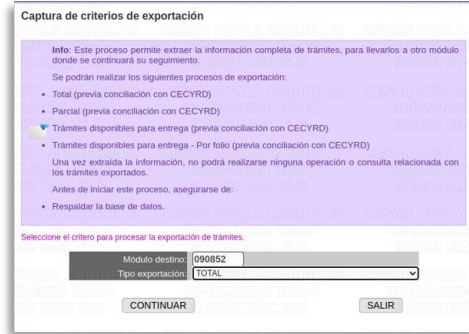 Captura de criterios de exportación
Info: Este proceso permite extraer la información completa de trámites, para llevarlos a otro módulo
donde se continuará su seguimiento.
Se podrán realizar los siguientes procesos de exportación:
• Total (previa conciliación con CECYRD)
• Parcial (previa conciliación con CECYRD)
• Trámites disponibles para entrega (previa conciliación con CECYRD)
• Trámites disponibles para entrega - Por folio (previa conciliación con CECYRD)
Una vez extraída la información, no podrá realizarse ninguna operación o consulta relacionada con
los trámites exportados.
Antes de iniciar este proceso, asegurarse de:
• Respaldar la base de datos.
Seleccione el critero para procesar la exportación de trámites.
Módulo destino: 090852
Tipo exportación: TOTAL
CONTINUAR SALIR